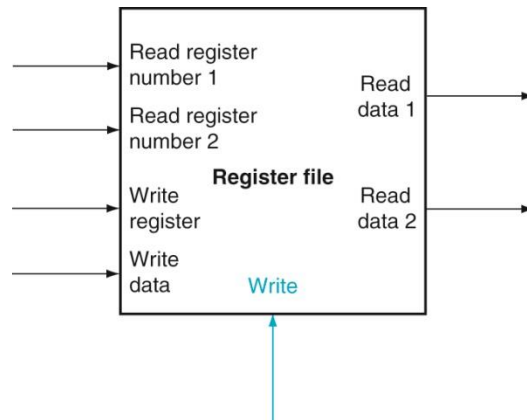 Read register
number 1
Read
data 1
Read register
number 2
Register file
Write
register
Read
data 2
Write
data
Write